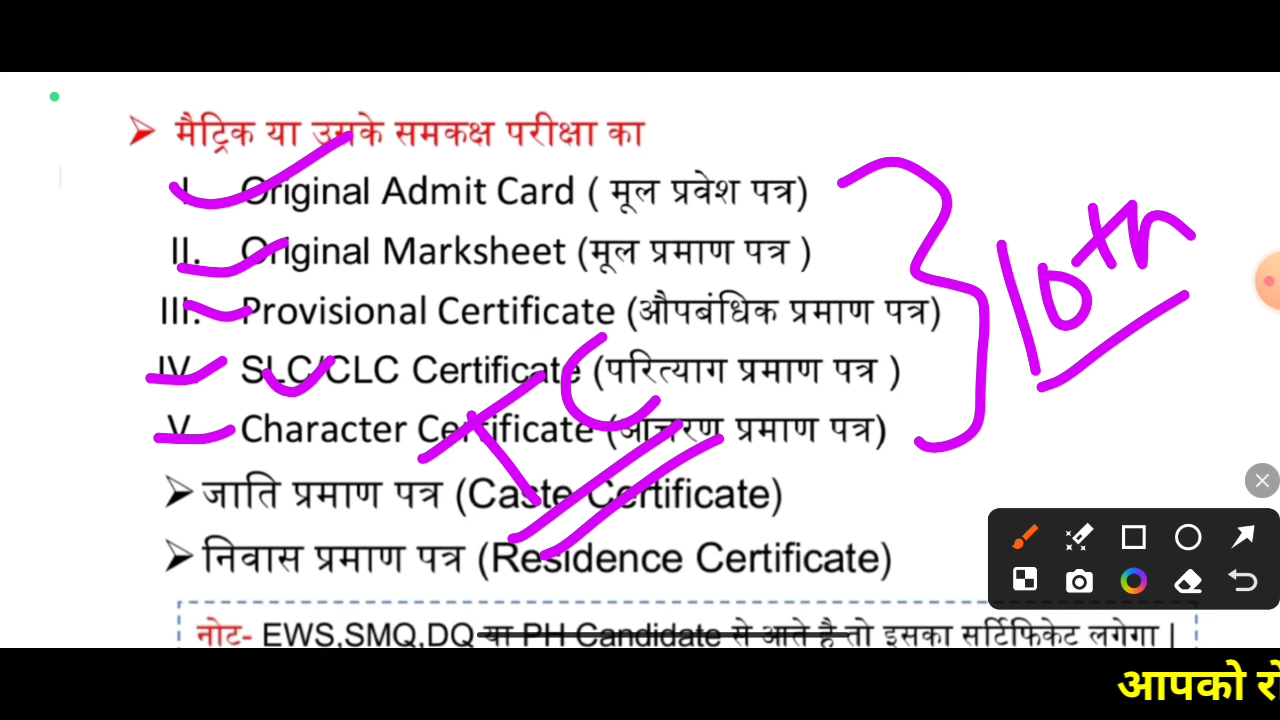 ➢ मैट्रिक या उसके समकक्ष परीक्षा का
I. Original Admit Card ( मूल प्रवेश पत्र)
II. Original Marksheet (मूल प्रमाण पत्र )
III. Provisional Certificate (औपबंधिक प्रमाण पत्र)
IV. SLC/CLC Certificate (परित्याग प्रमाण पत्र )
V. Character Certificate (आचरण प्रमाण पत्र)
10th
TC
➢ जाति प्रमाण पत्र (Caste Certificate)
➢ निवास प्रमाण पत्र (Residence Certificate)
नोट- EWS,SMQ,DQ या PH Candidate से आते है तो इसका सर्टिफिकेट लगेगा |
आपको